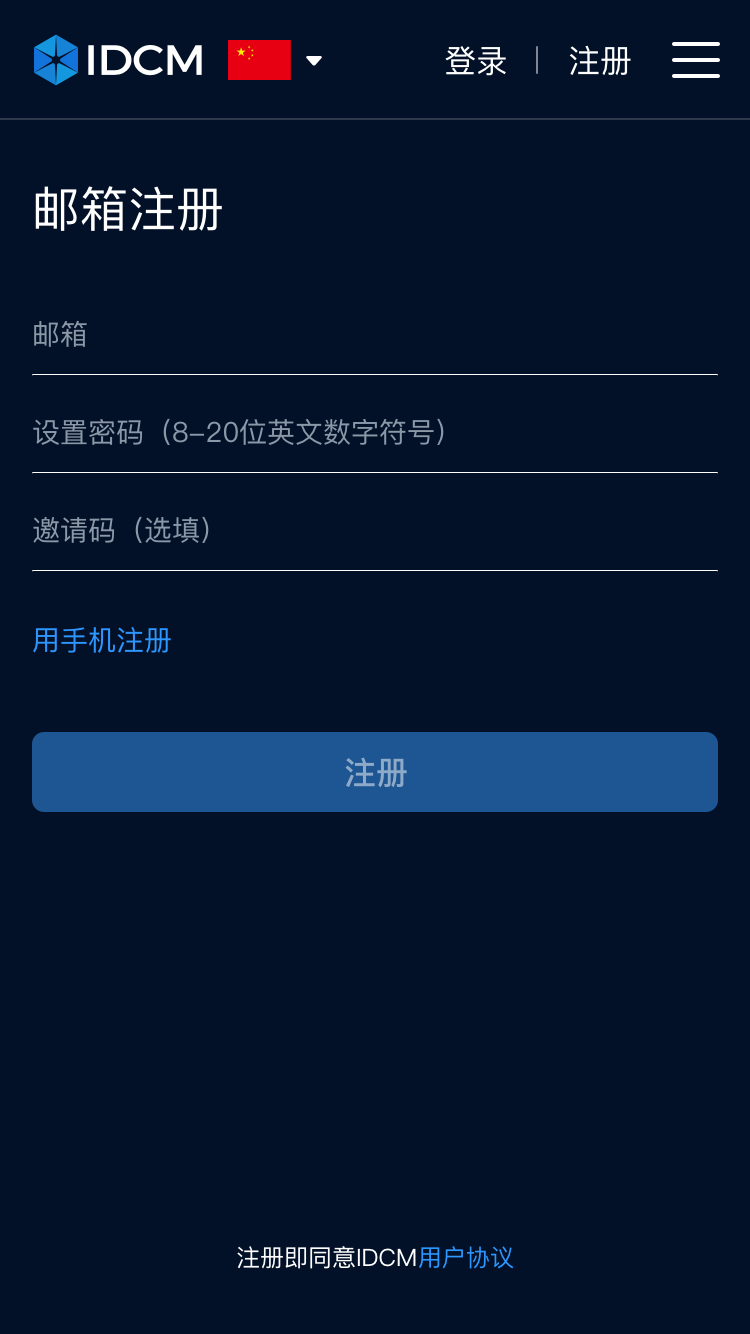 IDCM 登录 注册
邮箱注册
邮箱
设置密码（8-20位英文数字符号）
邀请码（选填）
用手机注册
注册
注册即同意IDCM用户协议